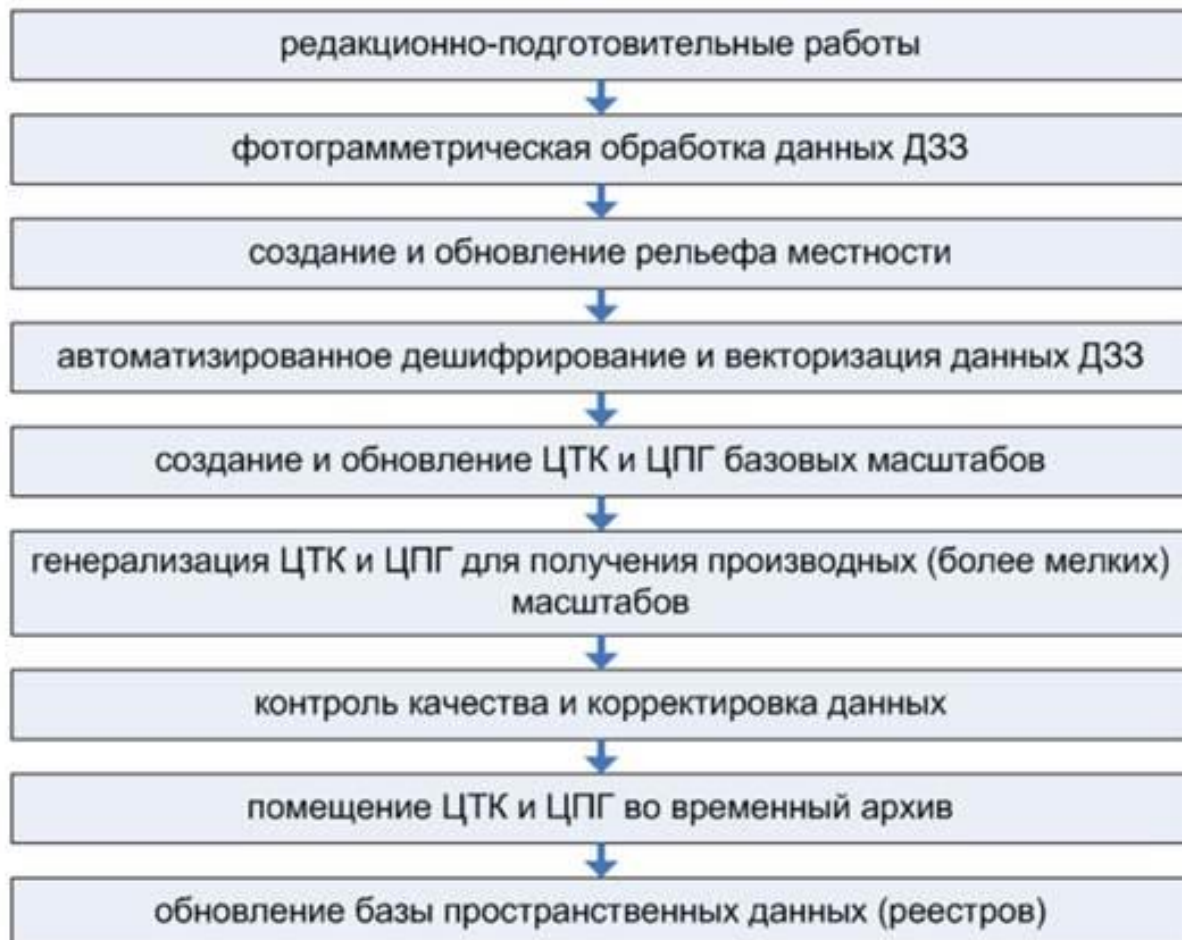 редакционно-подготовительные работы
фотограмметрическая обработка данных ДЗЗ
создание и обновление рельефа местности
автоматизированное дешифрирование и векторизация данных ДЗЗ
создание и обновление ЦТК и ЦПГ базовых масштабов
генерализация ЦТК и ЦПГ для получения производных (более мелких)
масштабов
контроль качества и корректировка данных
помещение ЦТК и ЦПГ во временный архив
обновление базы пространственных данных (реестров)